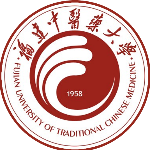 福建中醫藥大學
1958
FUJIAN UNIVERSITY OF TRADITIONAL CHINESE MEDICINE